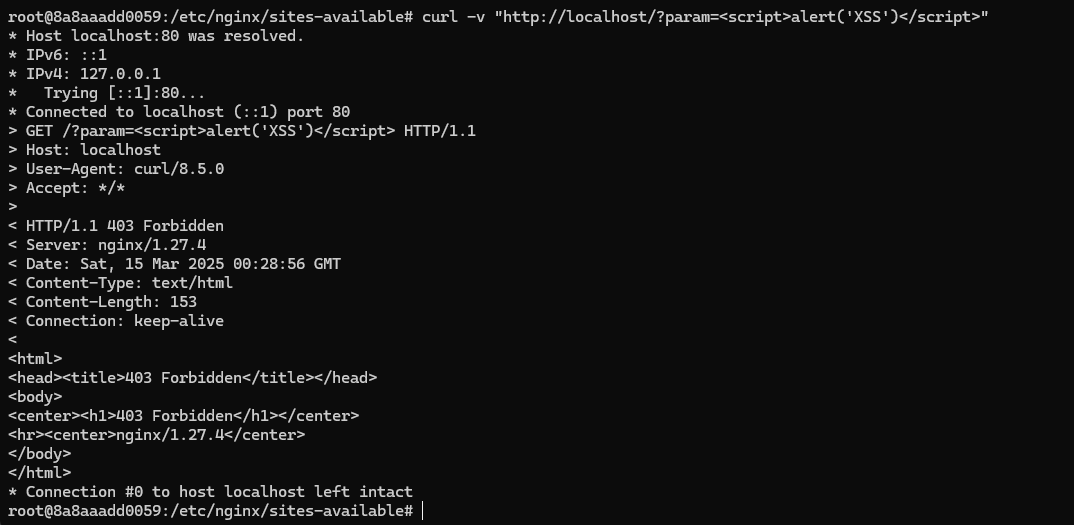 root@8a8aaadd0059:/etc/nginx/sites-available# curl -v "http://localhost/?param=<script>alert('XSS')</script>"
* Host localhost:80 was resolved.
* IPv6: ::1
* IPv4: 127.0.0.1
*   Trying [::1]:80...
* Connected to localhost (::1) port 80
> GET /?param=<script>alert('XSS')</script> HTTP/1.1
> Host: localhost
> User-Agent: curl/8.5.0
> Accept: */*
>
< HTTP/1.1 403 Forbidden
< Server: nginx/1.27.4
< Date: Sat, 15 Mar 2025 00:28:56 GMT
< Content-Type: text/html
< Content-Length: 153
< Connection: keep-alive
<
<html>
<head><title>403 Forbidden</title></head>
<body>
<center><h1>403 Forbidden</h1></center>
<hr><center>nginx/1.27.4</center>
</body>
</html>
* Connection #0 to host localhost left intact
root@8a8aaadd0059:/etc/nginx/sites-available#